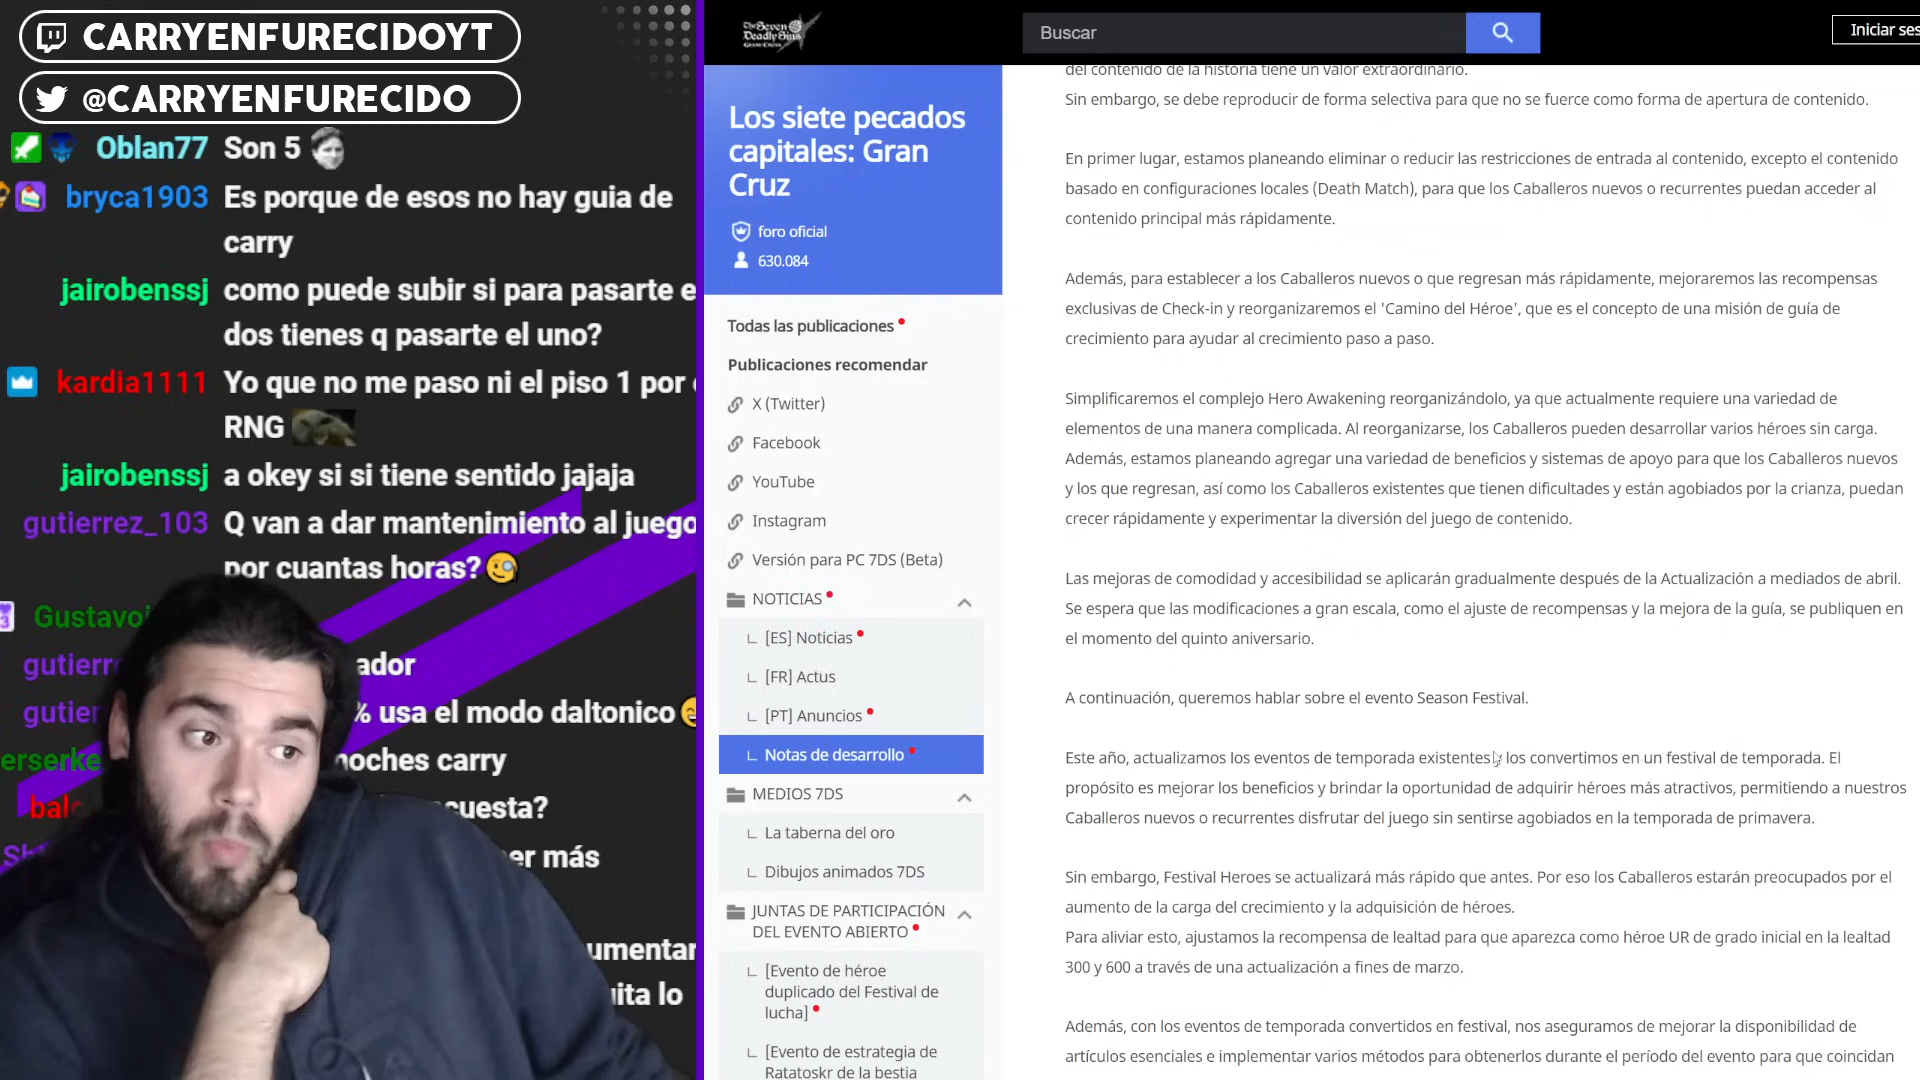 CARRYENFURECIDOYT
@CARRYENFURECIDO
Oblan77 Son 5
bryca1903 Es porque de esos no hay guia de
carry
jairobenssj como puede subir si para pasarte e
dos tienes q pasarte el uno?
kardia1111 Yo que no me paso ni el piso 1 por
RNG
jairobenssj a okey si si tiene sentido jajaja
gutierrez_103 Q van a dar mantenimiento al juego
por cuantas horas?
Gustavoi
gutierr ador
gutier % usa el modo daltonico
erserke noches carry
cuesta?
er más
umentar
ita lo
The Seven
Deadly Sins
GRAND CROSS
Buscar
Iniciar ses
Los siete pecados
capitales: Gran
Cruz
foro oficial
630.084
Todas las publicaciones
Publicaciones recomendar
X (Twitter)
Facebook
YouTube
Instagram
Versión para PC 7DS (Beta)
NOTICIAS
[ES] Noticias
[FR] Actus
[PT] Anuncios
Notas de desarrollo
MEDIOS 7DS
La taberna del oro
Dibujos animados 7DS
JUNTAS DE PARTICIPACIÓN
DEL EVENTO ABIERTO
[Evento de héroe
duplicado del Festival de
lucha]
[Evento de estrategia de
Ratatoskr de la bestia
del contenido de la historia tiene un valor extraordinario.
Sin embargo, se debe reproducir de forma selectiva para que no se fuerce como forma de apertura de contenido.
En primer lugar, estamos planeando eliminar o reducir las restricciones de entrada al contenido, excepto el contenido
basado en configuraciones locales (Death Match), para que los Caballeros nuevos o recurrentes puedan acceder al
contenido principal más rápidamente.
Además, para establecer a los Caballeros nuevos o que regresan más rápidamente, mejoraremos las recompensas
exclusivas de Check-in y reorganizaremos el 'Camino del Héroe', que es el concepto de una misión de guía de
crecimiento para ayudar al crecimiento paso a paso.
Simplificaremos el complejo Hero Awakening reorganizándolo, ya que actualmente requiere una variedad de
elementos de una manera complicada. Al reorganizarse, los Caballeros pueden desarrollar varios héroes sin carga.
Además, estamos planeando agregar una variedad de beneficios y sistemas de apoyo para que los Caballeros nuevos
y los que regresan, así como los Caballeros existentes que tienen dificultades y están agobiados por la crianza, puedan
crecer rápidamente y experimentar la diversión del juego de contenido.
Las mejoras de comodidad y accesibilidad se aplicarán gradualmente después de la Actualización a mediados de abril.
Se espera que las modificaciones a gran escala, como el ajuste de recompensas y la mejora de la guía, se publiquen en
el momento del quinto aniversario.
A continuación, queremos hablar sobre el evento Season Festival.
Este año, actualizamos los eventos de temporada existentes y los convertimos en un festival de temporada. El
propósito es mejorar los beneficios y brindar la oportunidad de adquirir héroes más atractivos, permitiendo a nuestros
Caballeros nuevos o recurrentes disfrutar del juego sin sentirse agobiados en la temporada de primavera.
Sin embargo, Festival Heroes se actualizará más rápido que antes. Por eso los Caballeros estarán preocupados por el
aumento de la carga del crecimiento y la adquisición de héroes.
Para aliviar esto, ajustamos la recompensa de lealtad para que aparezca como héroe UR de grado inicial en la lealtad
300 y 600 a través de una actualización a fines de marzo.
Además, con los eventos de temporada convertidos en festival, nos aseguramos de mejorar la disponibilidad de
artículos esenciales e implementar varios métodos para obtenerlos durante el período del evento para que coincidan